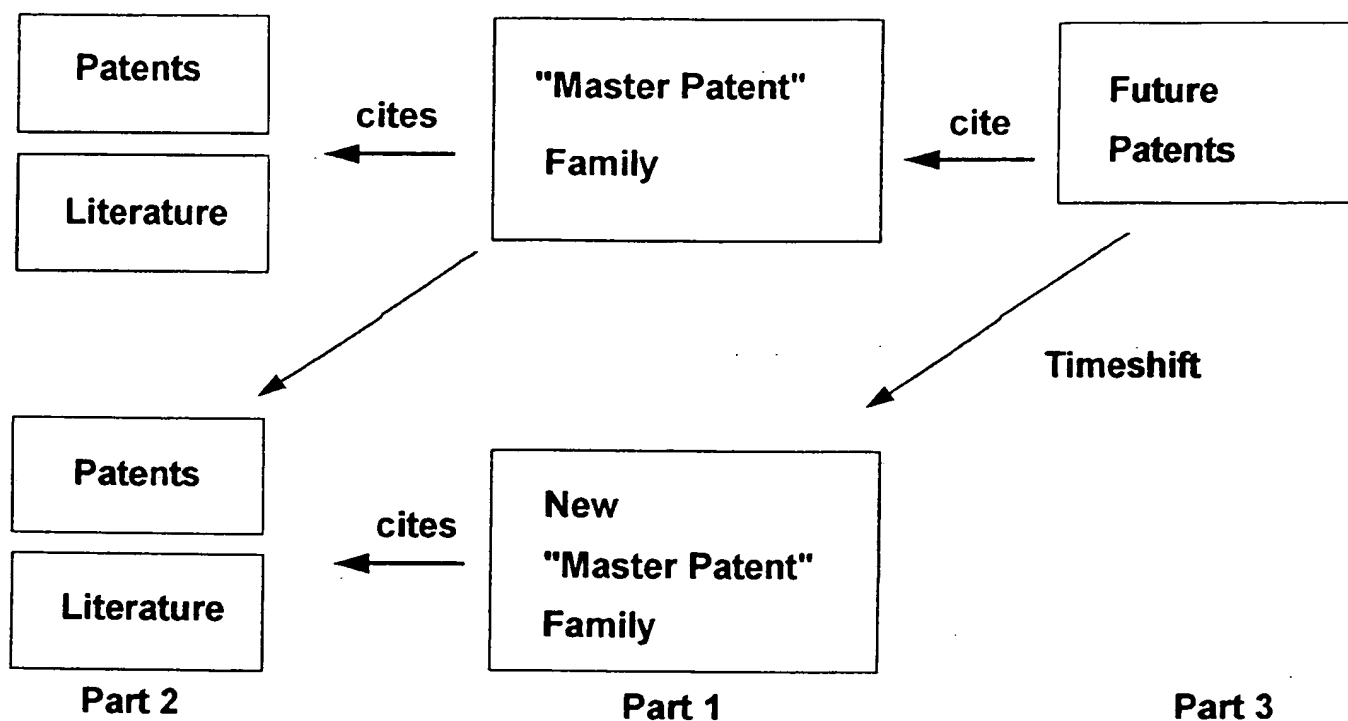 Patents
Literature
cites
"Master Patent"
Family
cite
Future
Patents
Timeshift
Patents
Literature
cites
New
"Master Patent"
Family
Part 2
Part 1
Part 3